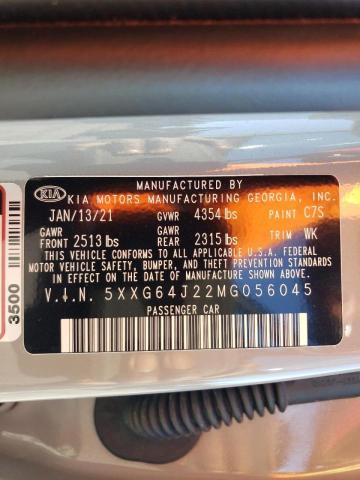 MANUFACTURED BY
KIA KIA MOTORS MANUFACTURING GEORGIA, INC.
JAN/13/21 GVWR 4354 lbs PAINT C7S
GAWR FRONT 2513 lbs GAWR REAR 2315 lbs TRIM WK
THIS VEHICLE CONFORMS TO ALL APPLICABLE U.S.A. FEDERAL
MOTOR VEHICLE SAFETY, BUMPER, AND THEFT PREVENTION STANDARDS
IN EFFECT ON THE DATE OF MANUFACTURE SHOWN ABOVE.
V.I.N. 5XXG64J22MG056045
PASSENGER CAR
3500